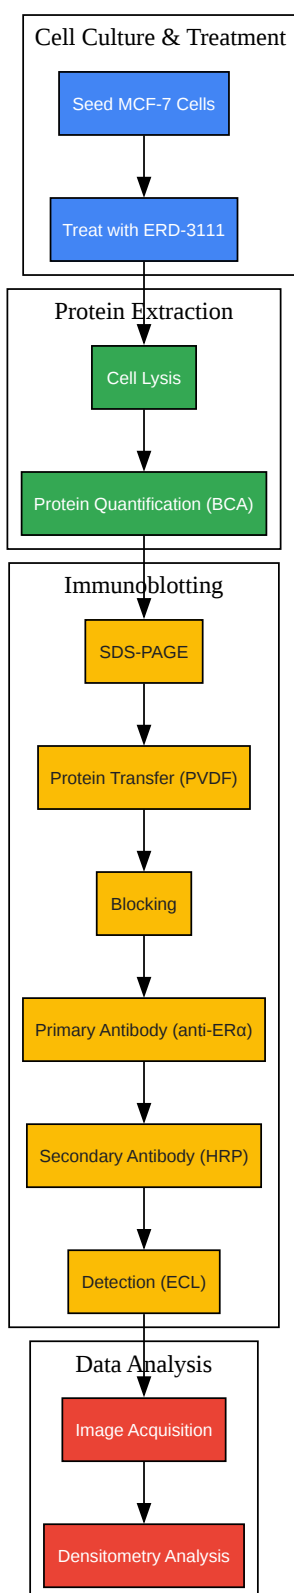 Cell Culture & Treatment
Seed MCF-7 Cells
Treat with ERD-3111
Protein Extraction
Cell Lysis
Protein Quantification (BCA)
Immunoblotting
SDS-PAGE
Protein Transfer (PVDF)
Blocking
Primary Antibody (anti-ERα)
Secondary Antibody (HRP)
Detection (ECL)
Data Analysis
Image Acquisition
Densitometry Analysis